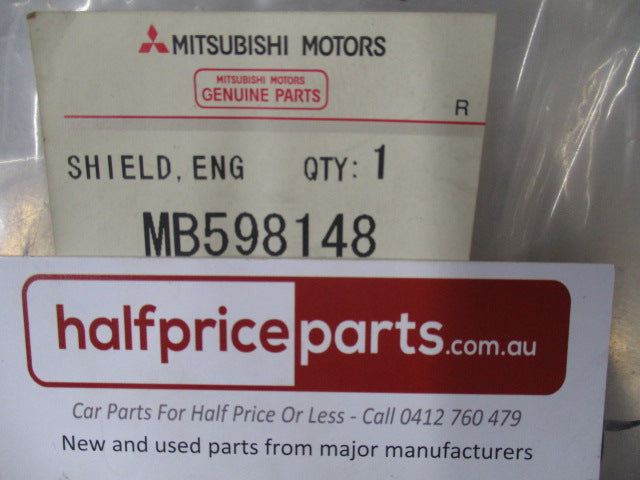 MITSUBISHI MOTORS
MITSUBISHI MOTORS
GENUINE PARTS
R
SHIELD, ENG QTY: 1
MB598148
halfpriceparts.com.au
Car Parts For Half Price Or Less - Call 0412 760 479
New and used parts from major manufacturers